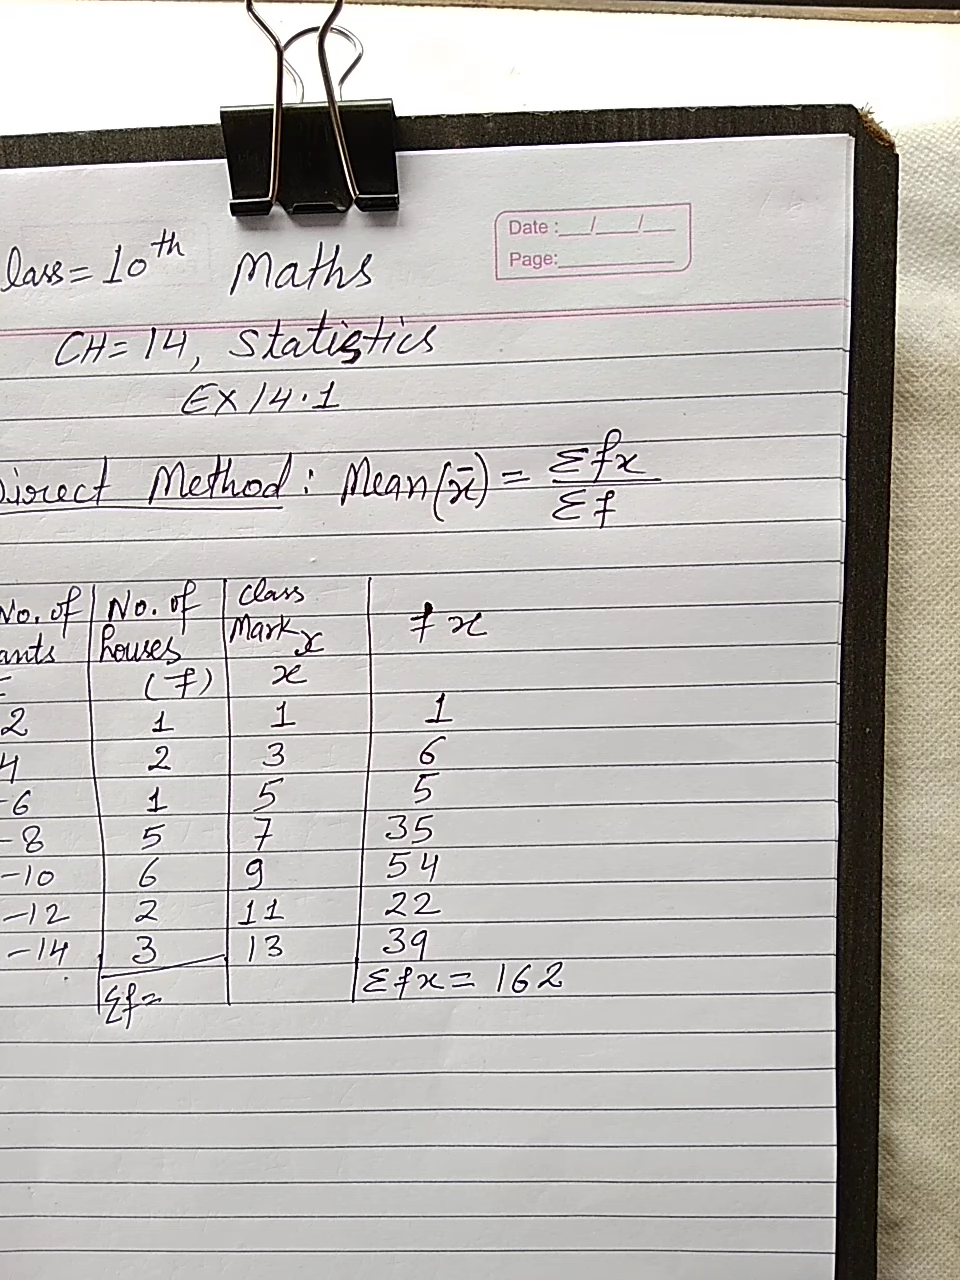 Date :__/__/__
Page:
lass = 10th Maths
CH = 14, Statistics
EX 14.1
Direct Method : Mean (x̄) = Σfx / Σf
No. of | No. of | Class | fx
ants | houses | Mark x
(f) | x
2 | 1 | 1 | 1
4 | 2 | 3 | 6
-6 | 1 | 5 | 5
-8 | 5 | 7 | 35
-10 | 6 | 9 | 54
-12 | 2 | 11 | 22
-14 | 3 | 13 | 39
Σf = | Σfx = 162